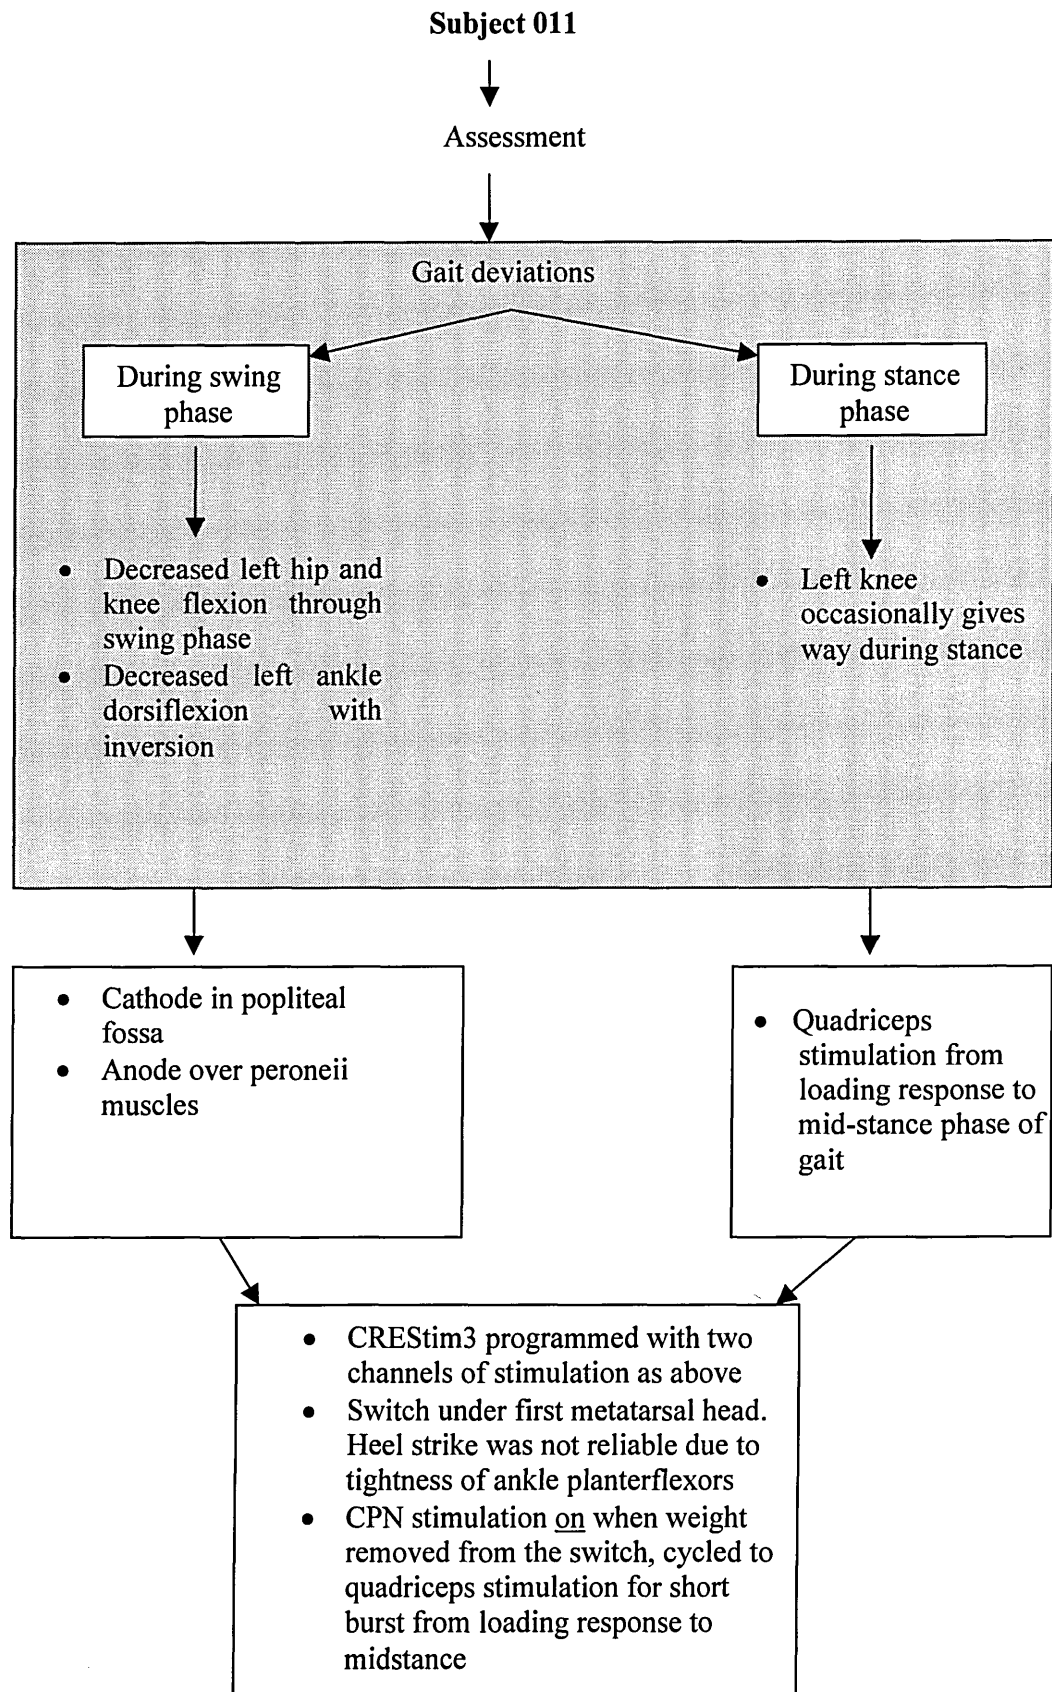 Subject 011
Assessment
Gait deviations
During swing
phase
During stance
phase
• Decreased left hip and
knee flexion through
swing phase
• Decreased left ankle
dorsiflexion with
inversion
• Left knee
occasionally gives
way during stance
• Cathode in popliteal
fossa
• Anode over peroneii
muscles
• Quadriceps
stimulation from
loading response to
mid-stance phase of
gait
• CREStim3 programmed with two
channels of stimulation as above
• Switch under first metatarsal head.
Heel strike was not reliable due to
tightness of ankle planterflexors
• CPN stimulation on when weight
removed from the switch, cycled to
quadriceps stimulation for short
burst from loading response to
midstance